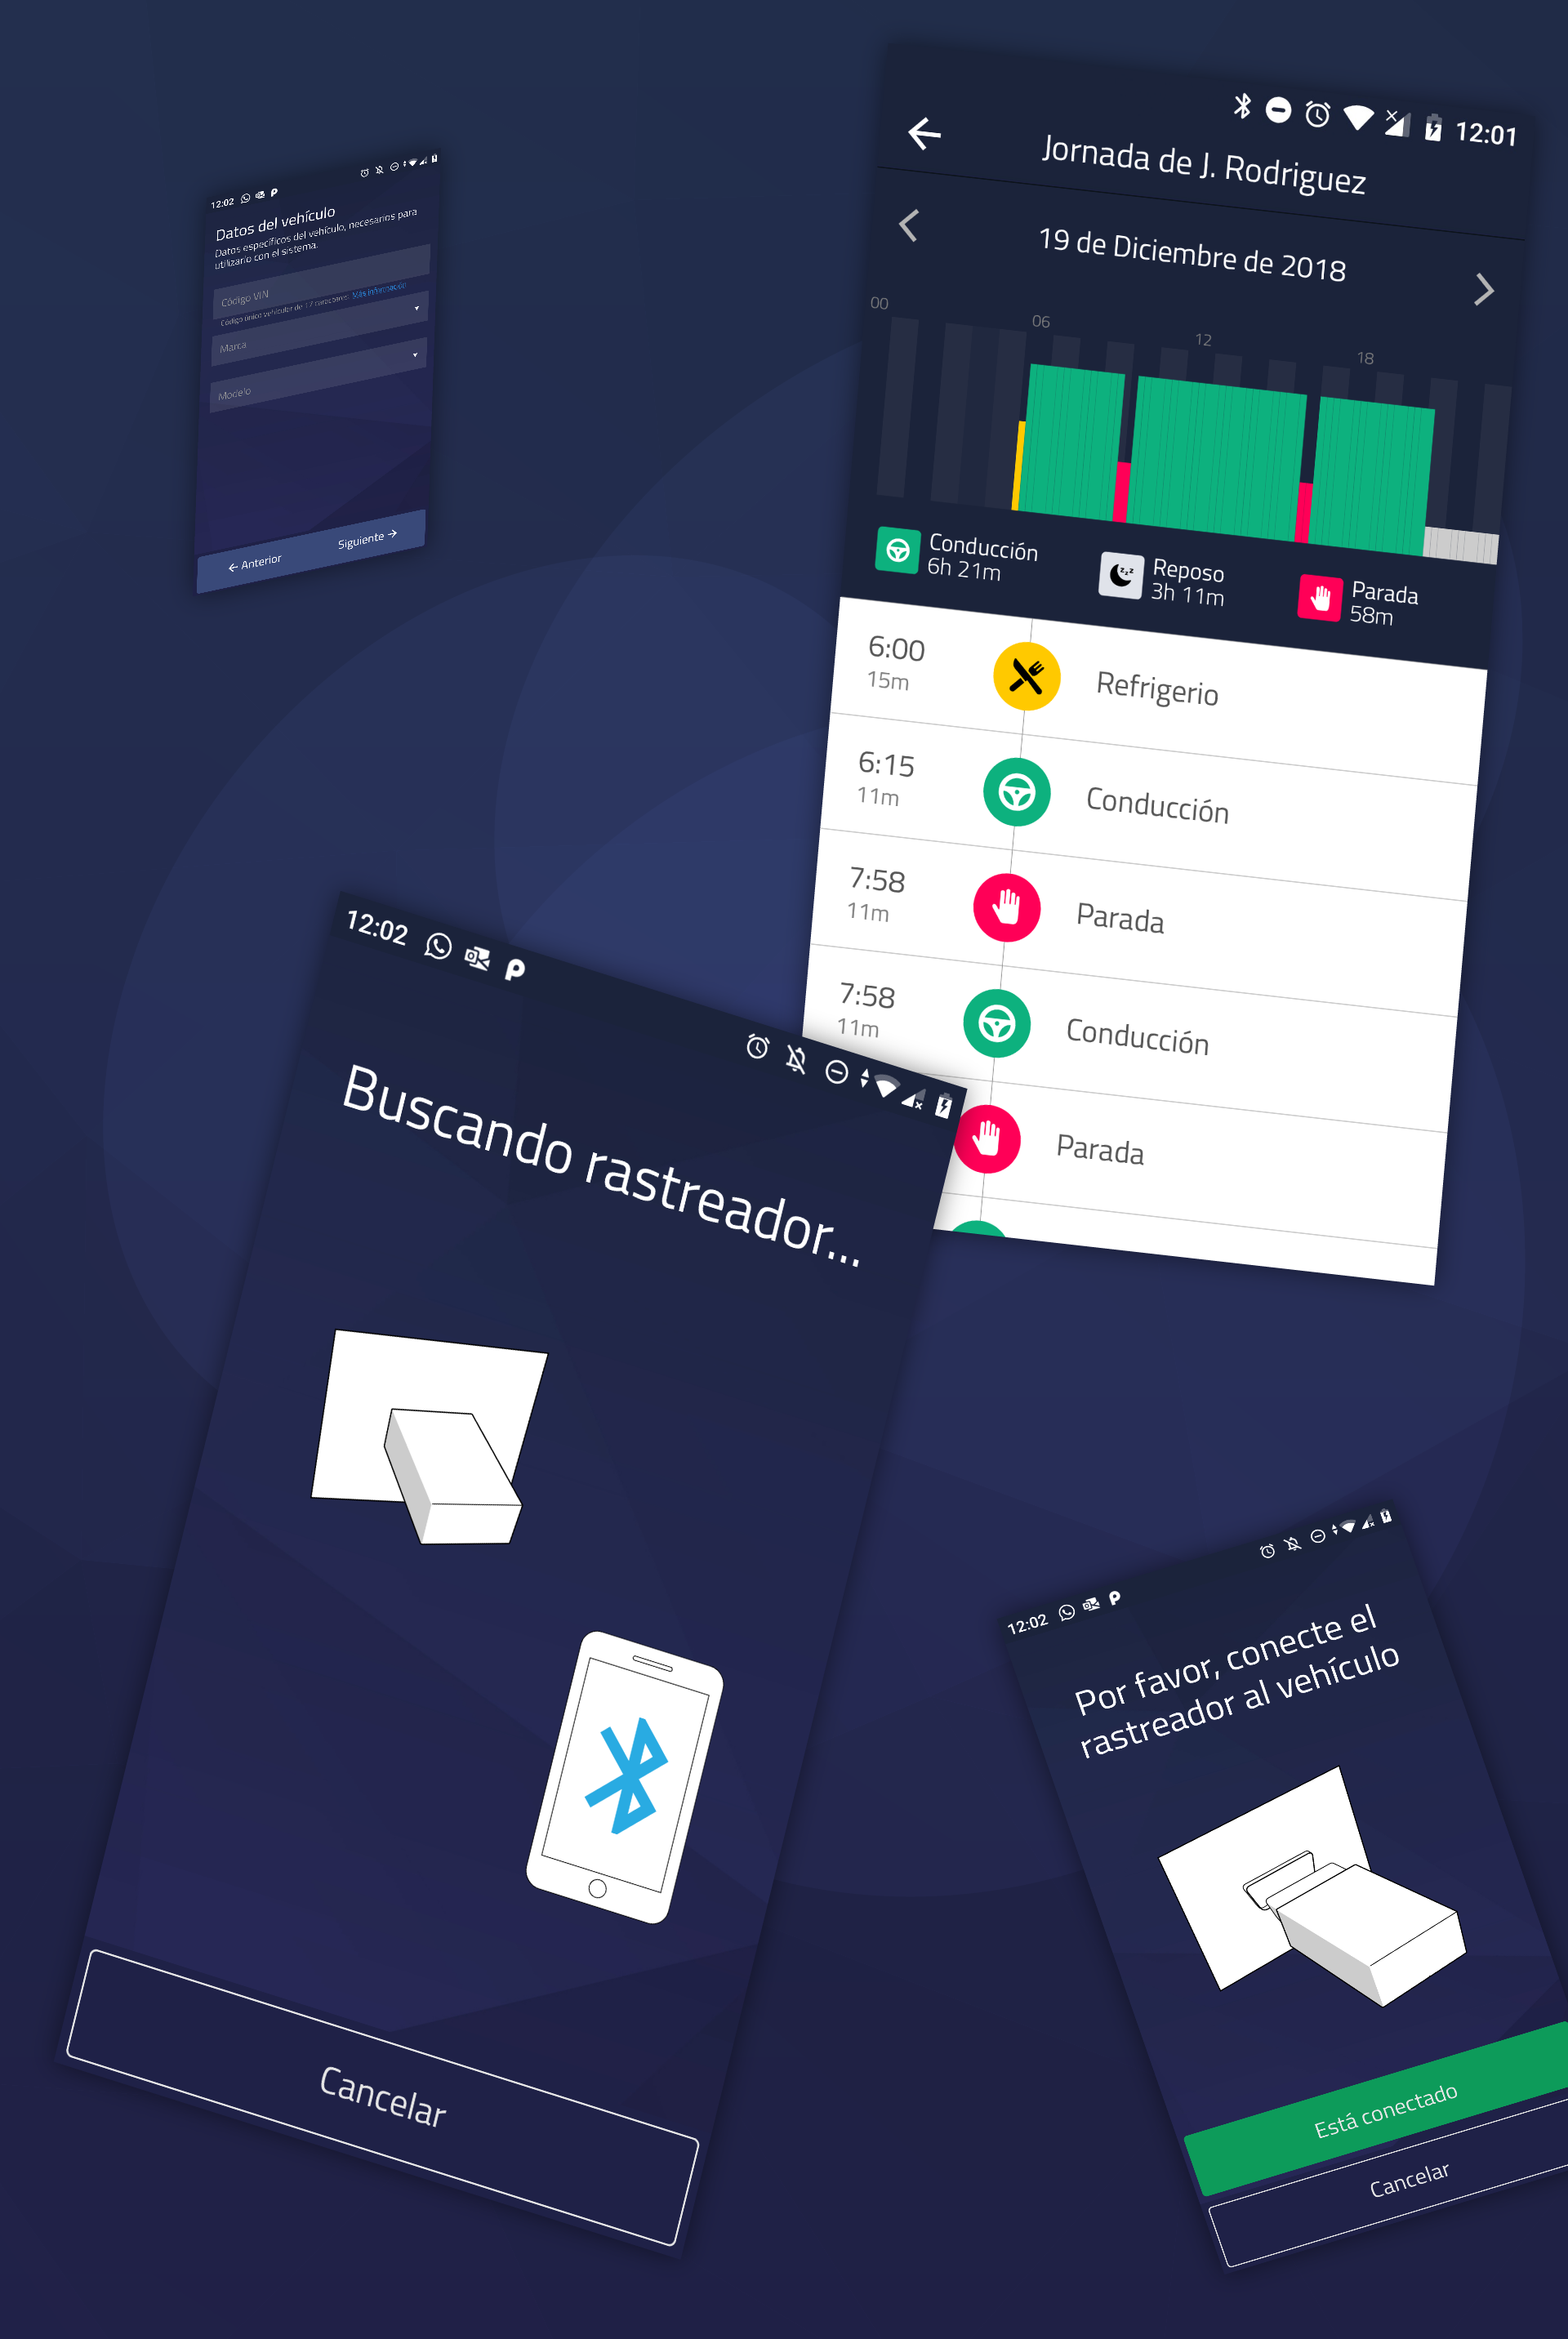 12:02
Datos del vehículo
Datos específicos del vehículo, necesarios para
utilizarlo con el sistema.
Código VIN
Código único vehicular de 17 caracteres. Más información
Marca
Modelo
← Anterior
Siguiente →
12:01
Jornada de J. Rodriguez
19 de Diciembre de 2018
00
06
12
18
Conducción
6h 21m
Reposo
3h 11m
Parada
58m
6:00
15m
Refrigerio
6:15
11m
Conducción
7:58
11m
Parada
7:58
11m
Conducción
Parada
12:02
Buscando rastreador...
Cancelar
12:02
Por favor, conecte el
rastreador al vehículo
Está conectado
Cancelar